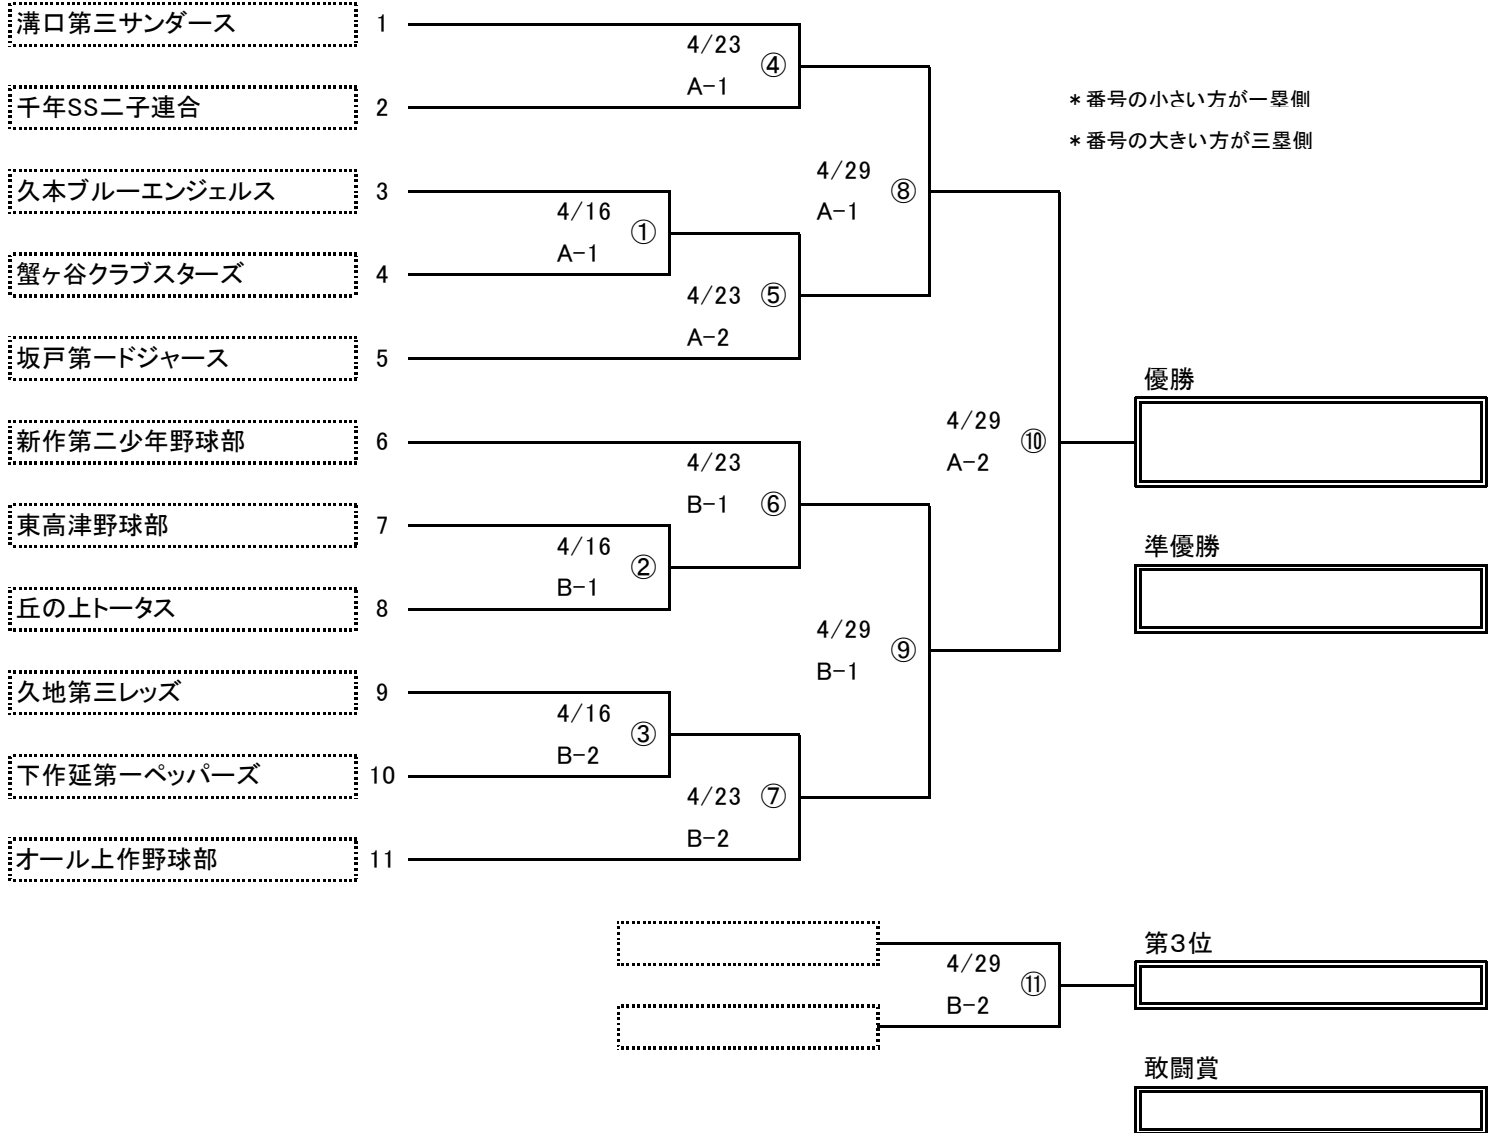 溝口第三サンダース 1
4/23 ④
A-1
千年SS二子連合 2
＊番号の小さい方が一塁側
＊番号の大きい方が三塁側
久本ブルーエンジェルス 3
4/29 ⑧
A-1
4/16 ①
A-1
蟹ヶ谷クラブスターズ 4
4/23 ⑤
A-2
坂戸第一ドジャース 5
優勝
4/29 ⑩
A-2
新作第二少年野球部 6
4/23
B-1 ⑥
東高津野球部 7
4/16 ②
B-1
準優勝
丘の上トータス 8
4/29 ⑨
B-1
久地第三レッズ 9
4/16 ③
B-2
下作延第一ペッパーズ 10
4/23 ⑦
B-2
オール上作野球部 11
第3位
4/29 ⑪
B-2
敢闘賞